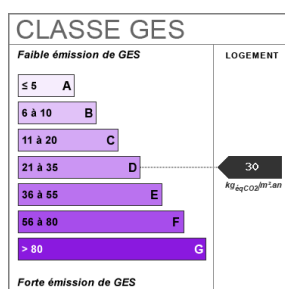 CLASSE GES
Faible émission de GES
LOGEMENT
≤ 5 A
6 à 10 B
11 à 20 C
21 à 35 D
30
kgéqCO2/m².an
36 à 55 E
56 à 80 F
> 80 G
Forte émission de GES